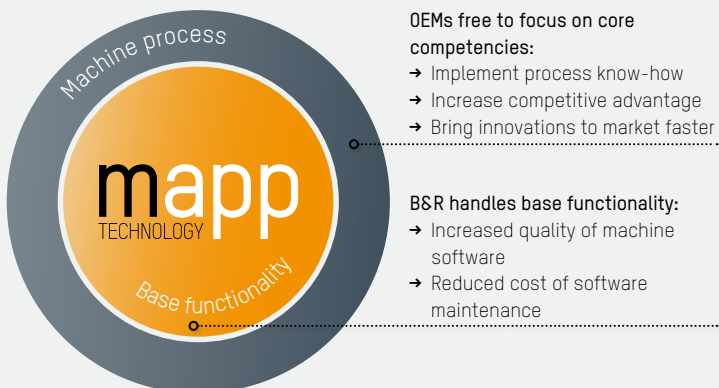 Machine process
mapp
TECHNOLOGY
Base functionality
OEMs free to focus on core
competencies:
→ Implement process know-how
→ Increase competitive advantage
→ Bring innovations to market faster
B&R handles base functionality:
→ Increased quality of machine
software
→ Reduced cost of software
maintenance